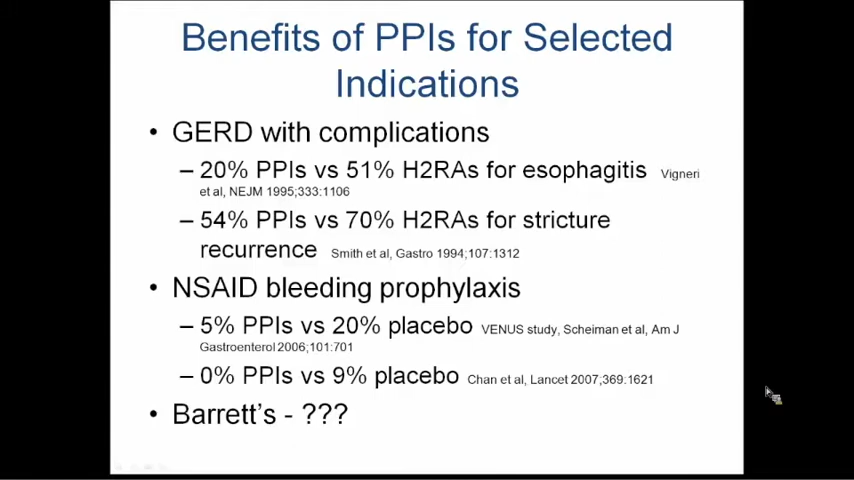 Benefits of PPIs for Selected
Indications
• GERD with complications
– 20% PPIs vs 51% H2RAs for esophagitis Vigneri
et al, NEJM 1995;333:1106
– 54% PPIs vs 70% H2RAs for stricture
recurrence Smith et al, Gastro 1994;107:1312
• NSAID bleeding prophylaxis
– 5% PPIs vs 20% placebo VENUS study, Scheiman et al, Am J
Gastroenterol 2006;101:701
– 0% PPIs vs 9% placebo Chan et al, Lancet 2007;369:1621
• Barrett's - ???